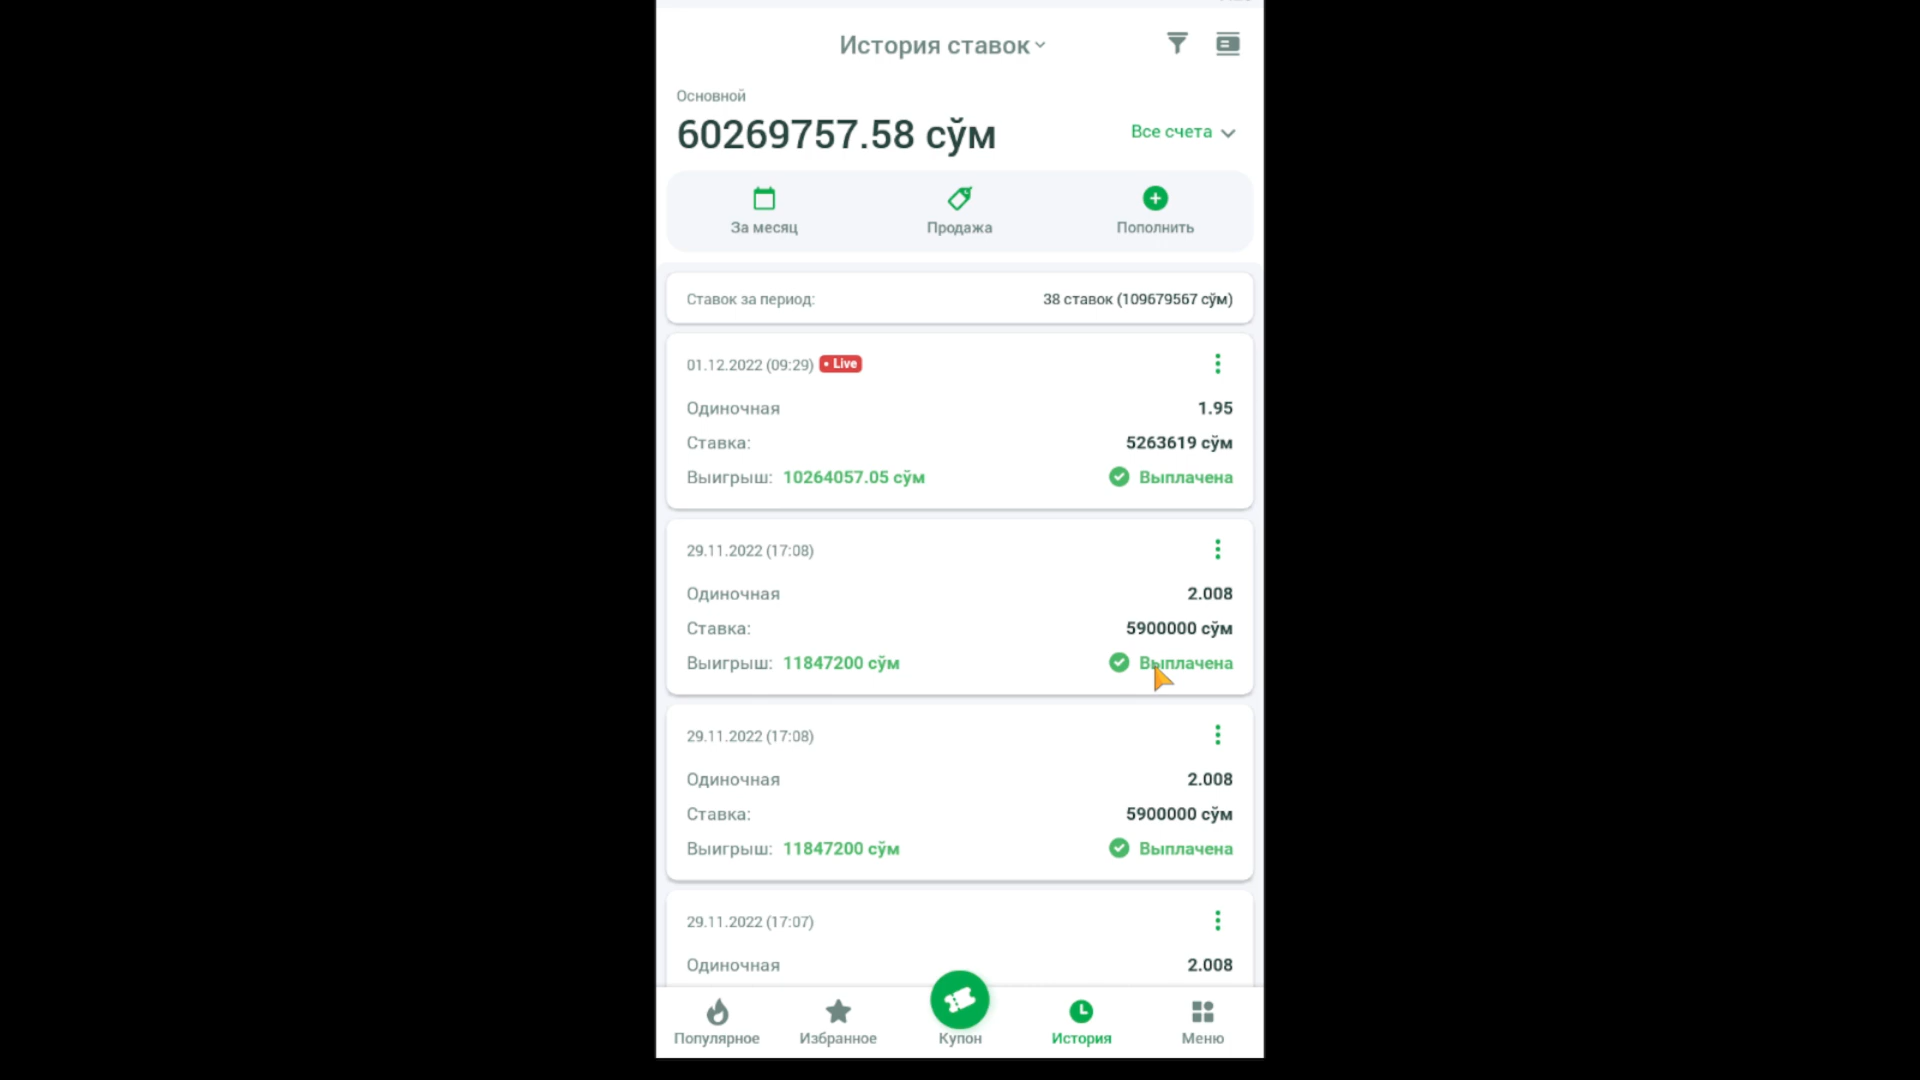 История ставок
Основной
60269757.58 сўм
Все счета
За месяц
Продажа
Пополнить
Ставок за период: 38 ставок (109679567 сўм)
01.12.2022 (09:29) • Live
Одиночная 1.95
Ставка: 5263619 сўм
Выигрыш: 10264057.05 сўм Выплачена
29.11.2022 (17:08)
Одиночная 2.008
Ставка: 5900000 сўм
Выигрыш: 11847200 сўм Выплачена
29.11.2022 (17:08)
Одиночная 2.008
Ставка: 5900000 сўм
Выигрыш: 11847200 сўм Выплачена
29.11.2022 (17:07)
Одиночная 2.008
Популярное
Избранное
Купон
История
Меню